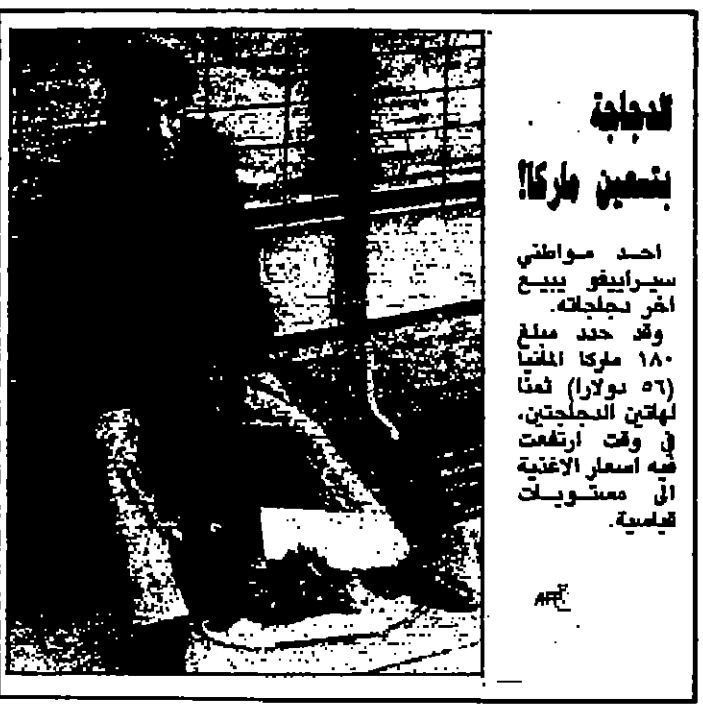 الدجاجة
بتسعين ماركا!
احد مواطني
سيراييفو يبيع
آخر دجاجاته.
وقد حدد مبلغ
١٨٠ ماركا المانيا
(٥٦ دولارا) ثمنا
لهاتين الدجاجتين،
في وقت ارتفعت
فيه اسعار الاغذية
الى مستويات
قياسية.
AFP